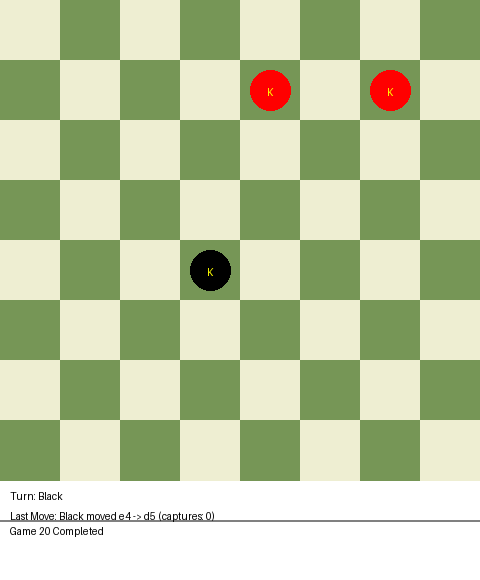 K K
K
Turn: Black
Last Move: Black moved e4 -> d5 (captures: 0)
Game 20 Completed